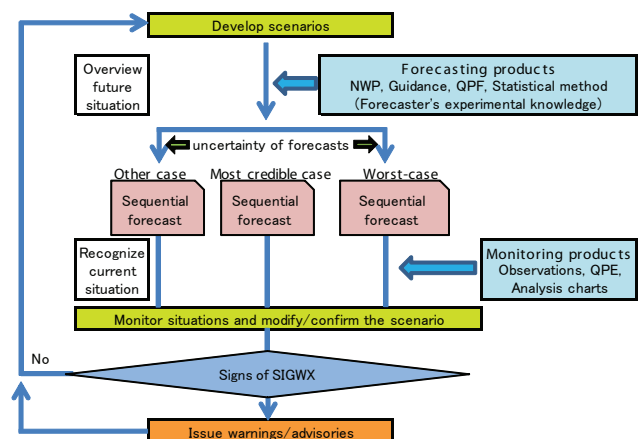 Develop scenarios
Overview
future
situation
Forecasting products
NWP, Guidance, QPF, Statistical method
(Forecaster's experimental knowledge)
uncertainty of forecasts
Other case
Most credible case
Worst-case
Sequential
forecast
Sequential
forecast
Sequential
forecast
Recognize
current
situation
Monitoring products
Observations, QPE,
Analysis charts
Monitor situations and modify/confirm the scenario
No
Signs of SIGWX
Issue warnings/advisories